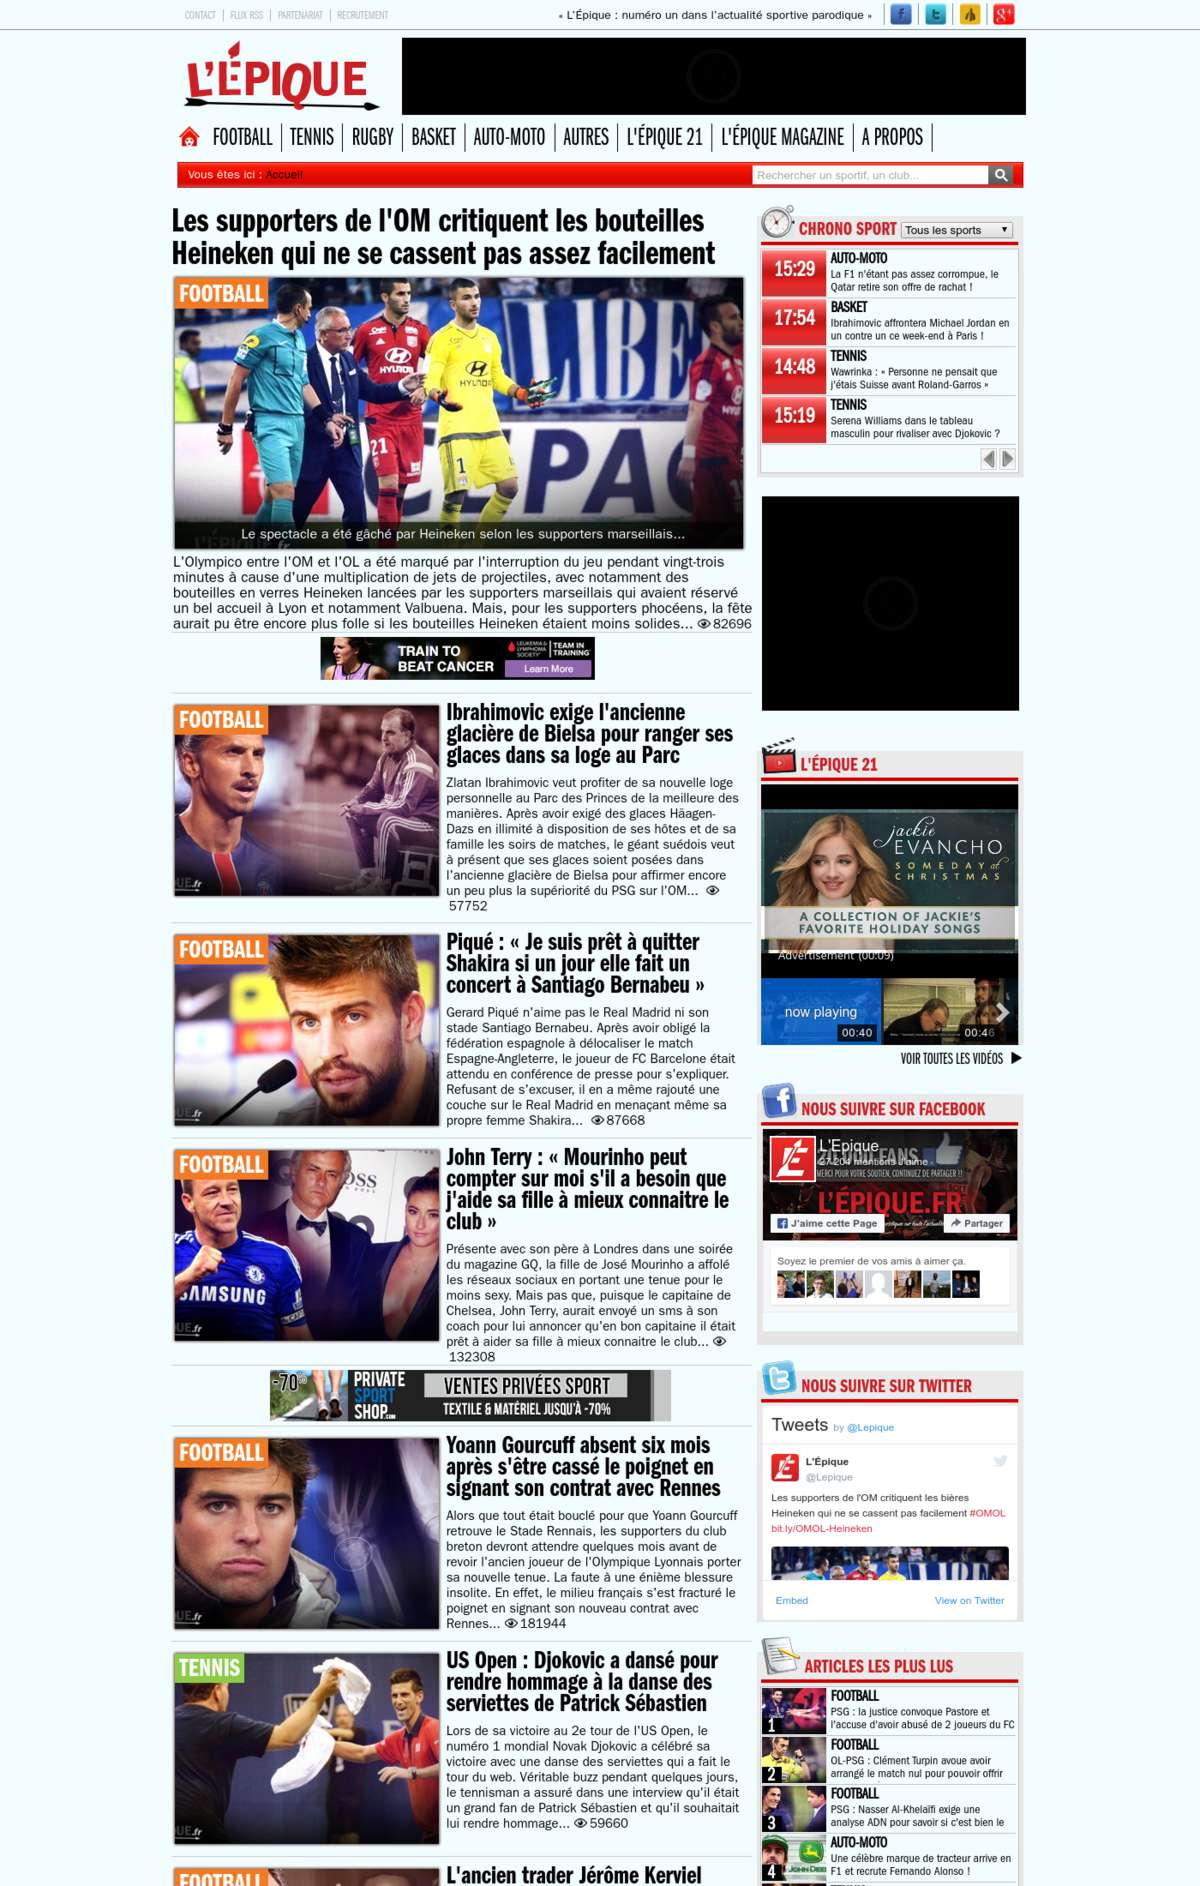 CONTACT
FLUX RSS
PARTENARIAT
RECRUTEMENT
« L'Épique : numéro un dans l'actualité sportive parodique »
L'ÉPIQUE
FOOTBALL
TENNIS
RUGBY
BASKET
AUTO-MOTO
AUTRES
L'ÉPIQUE 21
L'ÉPIQUE MAGAZINE
A PROPOS
Vous êtes ici : Accueil
Rechercher un sportif, un club...
Les supporters de l'OM critiquent les bouteilles
Heineken qui ne se cassent pas assez facilement
FOOTBALL
Le spectacle a été gâché par Heineken selon les supporters marseillais...
L'Olympico entre l'OM et l'OL a été marqué par l'interruption du jeu pendant vingt-trois
minutes à cause d'une multiplication de jets de projectiles, avec notamment des
bouteilles en verres Heineken lancées par les supporters marseillais qui avaient réservé
un bel accueil à Lyon et notamment Valbuena. Mais, pour les supporters phocéens, la fête
aurait pu être encore plus folle si les bouteilles Heineken étaient moins solides... 82696
TRAIN TO
BEAT CANCER
LEUKEMIA &
LYMPHOMA
SOCIETY
TEAM IN
TRAINING
Learn More
FOOTBALL
Ibrahimovic exige l'ancienne
glacière de Bielsa pour ranger ses
glaces dans sa loge au Parc
Zlatan Ibrahimovic veut profiter de sa nouvelle loge
personnelle au Parc des Princes de la meilleure des
manières. Après avoir exigé des glaces Häagen-
Dazs en illimité à disposition de ses hôtes et de sa
famille les soirs de matches, le géant suédois veut
à présent que ses glaces soient posées dans
l'ancienne glacière de Bielsa pour affirmer encore
un peu plus la supériorité du PSG sur l'OM...
57752
FOOTBALL
Piqué : « Je suis prêt à quitter
Shakira si un jour elle fait un
concert à Santiago Bernabeu »
Gerard Piqué n'aime pas le Real Madrid ni son
stade Santiago Bernabeu. Après avoir obligé la
fédération espagnole à délocaliser le match
Espagne-Angleterre, le joueur de FC Barcelone était
attendu en conférence de presse pour s'expliquer.
Refusant de s'excuser, il en a même rajouté une
couche sur le Real Madrid en menaçant même sa
propre femme Shakira... 87668
FOOTBALL
John Terry : « Mourinho peut
compter sur moi s'il a besoin que
j'aide sa fille à mieux connaitre le
club »
Présente avec son père à Londres dans une soirée
du magazine GQ, la fille de José Mourinho a affolé
les réseaux sociaux en portant une tenue pour le
moins sexy. Mais pas que, puisque le capitaine de
Chelsea, John Terry, aurait envoyé un sms à son
coach pour lui annoncer qu'en bon capitaine il était
prêt à aider sa fille à mieux connaitre le club...
132308
-70%
PRIVATE
SPORT
SHOP.com
VENTES PRIVÉES SPORT
TEXTILE & MATÉRIEL JUSQU'À -70%
FOOTBALL
Yoann Gourcuff absent six mois
après s'être cassé le poignet en
signant son contrat avec Rennes
Alors que tout était bouclé pour que Yoann Gourcuff
retrouve le Stade Rennais, les supporters du club
breton devront attendre quelques mois avant de
revoir l'ancien joueur de l'Olympique Lyonnais porter
sa nouvelle tenue. La faute à une énième blessure
insolite. En effet, le milieu français s'est fracturé le
poignet en signant son nouveau contrat avec
Rennes... 181944
TENNIS
US Open : Djokovic a dansé pour
rendre hommage à la danse des
serviettes de Patrick Sébastien
Lors de sa victoire au 2e tour de l'US Open, le
numéro 1 mondial Novak Djokovic a célébré sa
victoire avec une danse des serviettes qui a fait le
tour du web. Véritable buzz pendant quelques jours,
le tennisman a assuré dans une interview qu'il était
un grand fan de Patrick Sébastien et qu'il souhaitait
lui rendre hommage... 59660
FOOTBALL
L'ancien trader Jérôme Kerviel
CHRONO SPORT
Tous les sports
15:29
AUTO-MOTO
La F1 n'étant pas assez corrompue, le
Qatar retire son offre de rachat !
17:54
BASKET
Ibrahimovic affrontera Michael Jordan en
un contre un ce week-end à Paris !
14:48
TENNIS
Wawrinka : « Personne ne pensait que
j'étais Suisse avant Roland-Garros »
15:19
TENNIS
Serena Williams dans le tableau
masculin pour rivaliser avec Djokovic ?
L'ÉPIQUE 21
jackie
EVANCHO
SOMEDAY at
CHRISTMAS
A COLLECTION OF JACKIE'S
FAVORITE HOLIDAY SONGS
Advertisement (00:09)
now playing
00:40
00:46
VOIR TOUTES LES VIDÉOS
NOUS SUIVRE SUR FACEBOOK
L'Epique
27 204 mentions J'aime
MERCI POUR VOTRE SOUTIEN, CONTINUEZ DE PARTAGER !!
L'ÉPIQUE.FR
J'aime cette Page
Partager
Soyez le premier de vos amis à aimer ça.
NOUS SUIVRE SUR TWITTER
Tweets by @Lepique
L'Épique
@Lepique
Les supporters de l'OM critiquent les bières
Heineken qui ne se cassent pas facilement #OMOL
bit.ly/OMOL-Heineken
Embed
View on Twitter
ARTICLES LES PLUS LUS
1
FOOTBALL
PSG : la justice convoque Pastore et
l'accuse d'avoir abusé de 2 joueurs du FC
2
FOOTBALL
OL-PSG : Clément Turpin avoue avoir
arrangé le match nul pour pouvoir offrir
3
FOOTBALL
PSG : Nasser Al-Khelaïfi exige une
analyse ADN pour savoir si c'est bien le
4
AUTO-MOTO
Une célèbre marque de tracteur arrive en
F1 et recrute Fernando Alonso !